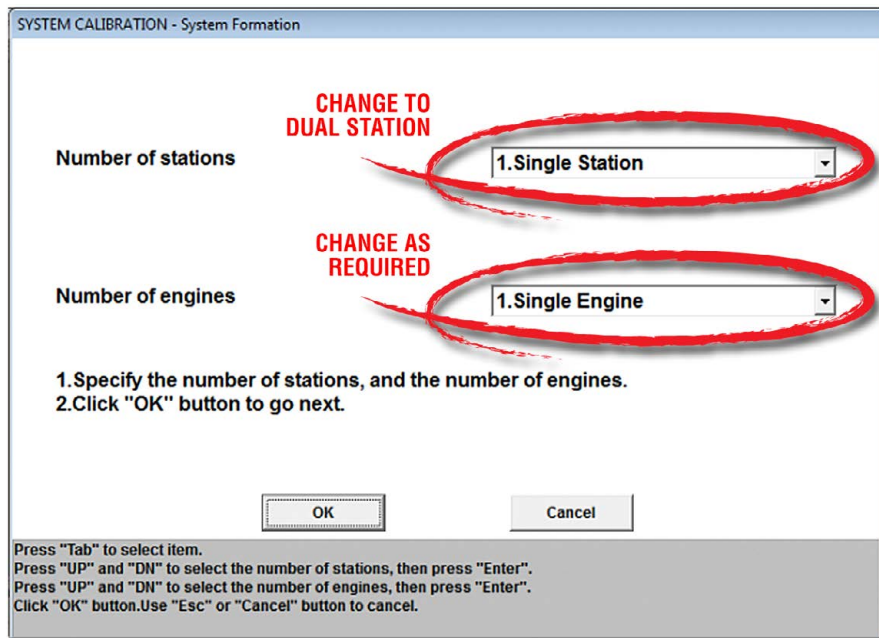 SYSTEM CALIBRATION - System Formation
CHANGE TO
DUAL STATION
Number of stations
1.Single Station
CHANGE AS
REQUIRED
Number of engines
1.Single Engine
1.Specify the number of stations, and the number of engines.
2.Click "OK" button to go next.
OK
Cancel
Press "Tab" to select item.
Press "UP" and "DN" to select the number of stations, then press "Enter".
Press "UP" and "DN" to select the number of engines, then press "Enter".
Click "OK" button.Use "Esc" or "Cancel" button to cancel.